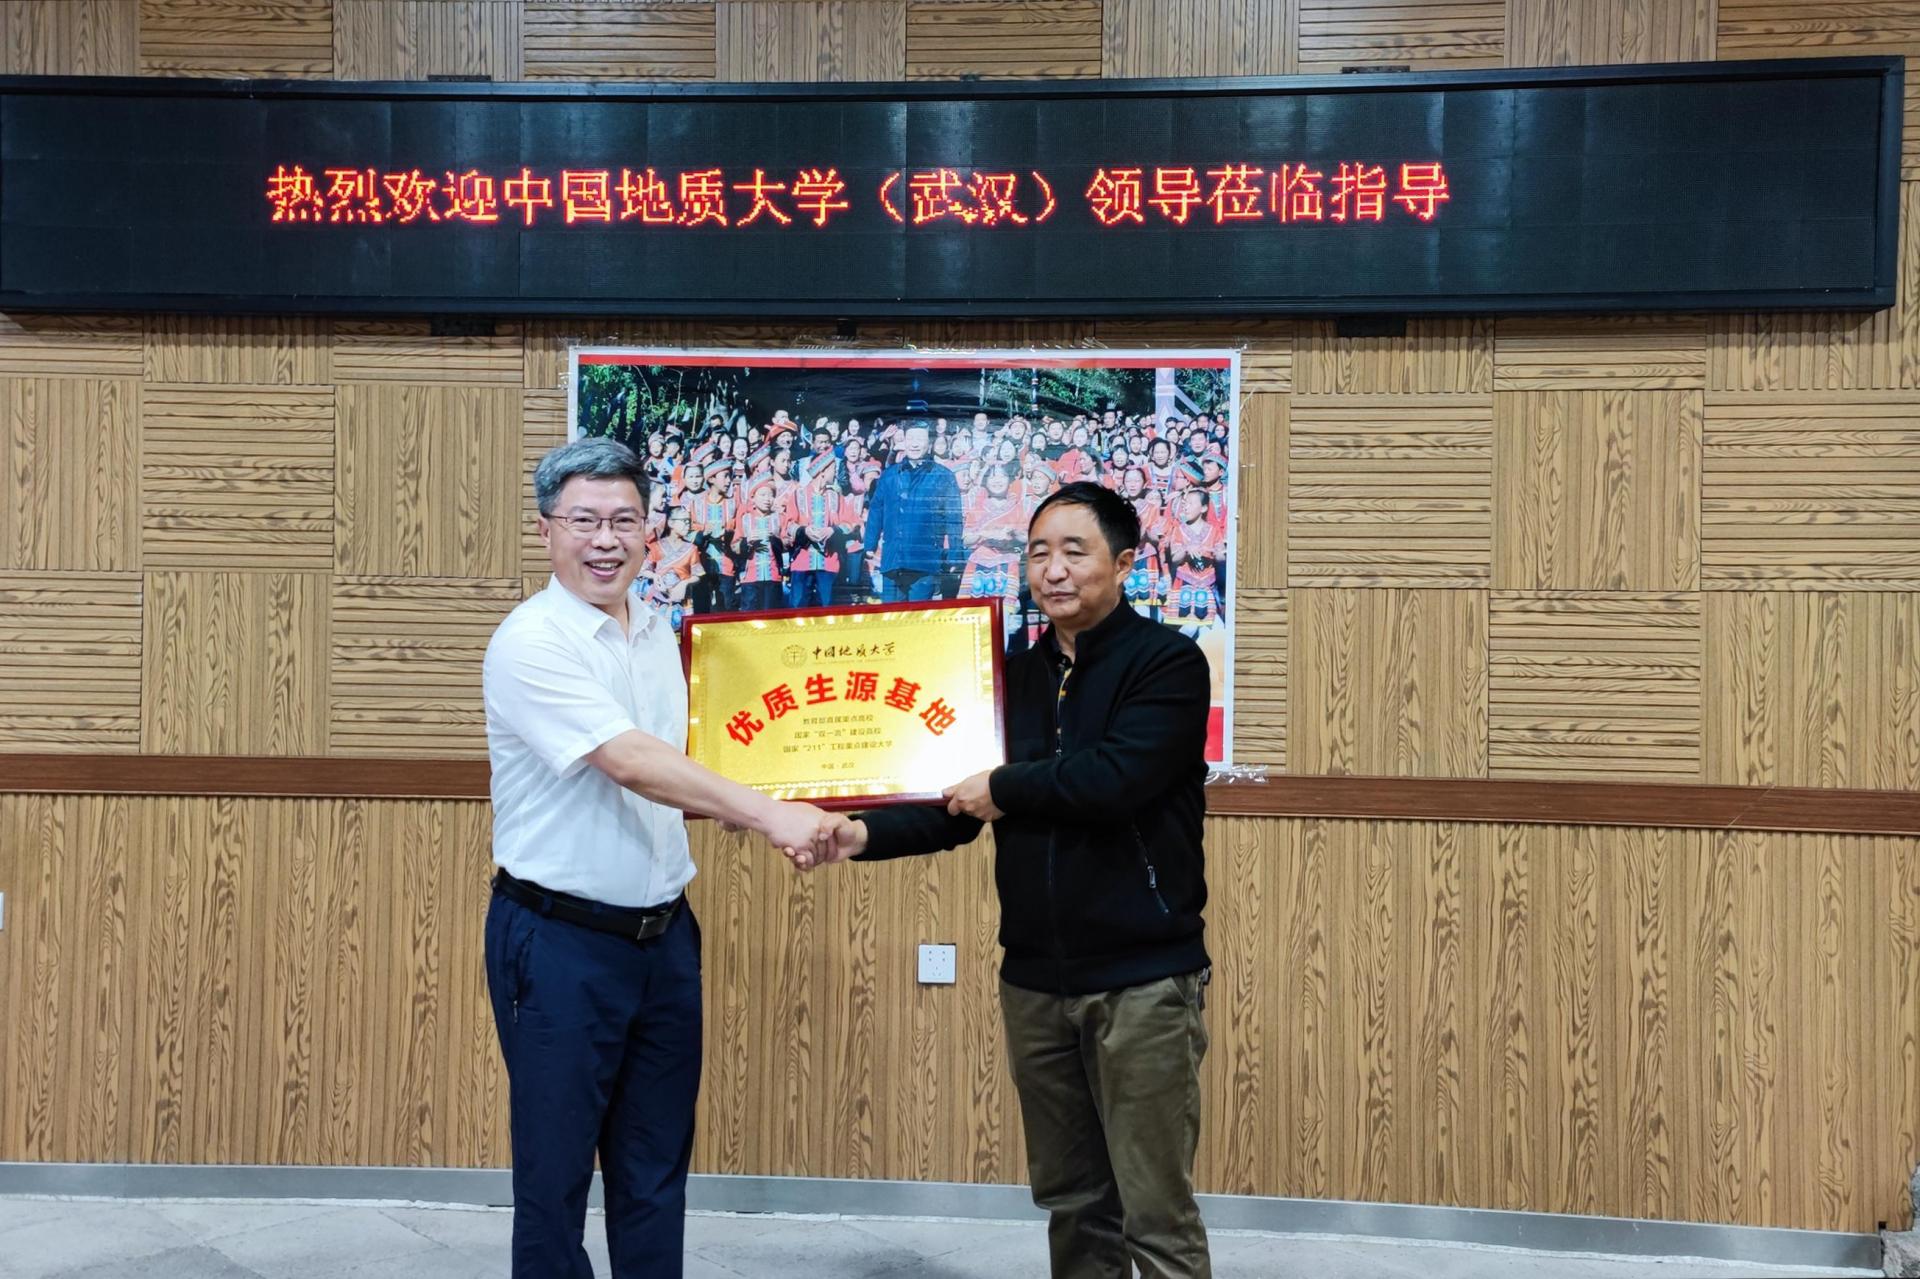 热烈欢迎中国地质大学（武汉）领导莅临指导
中国地质大学
优质生源基地
教育部直属重点高校
国家“双一流”建设高校
国家“211”工程重点建设大学
中国·武汉